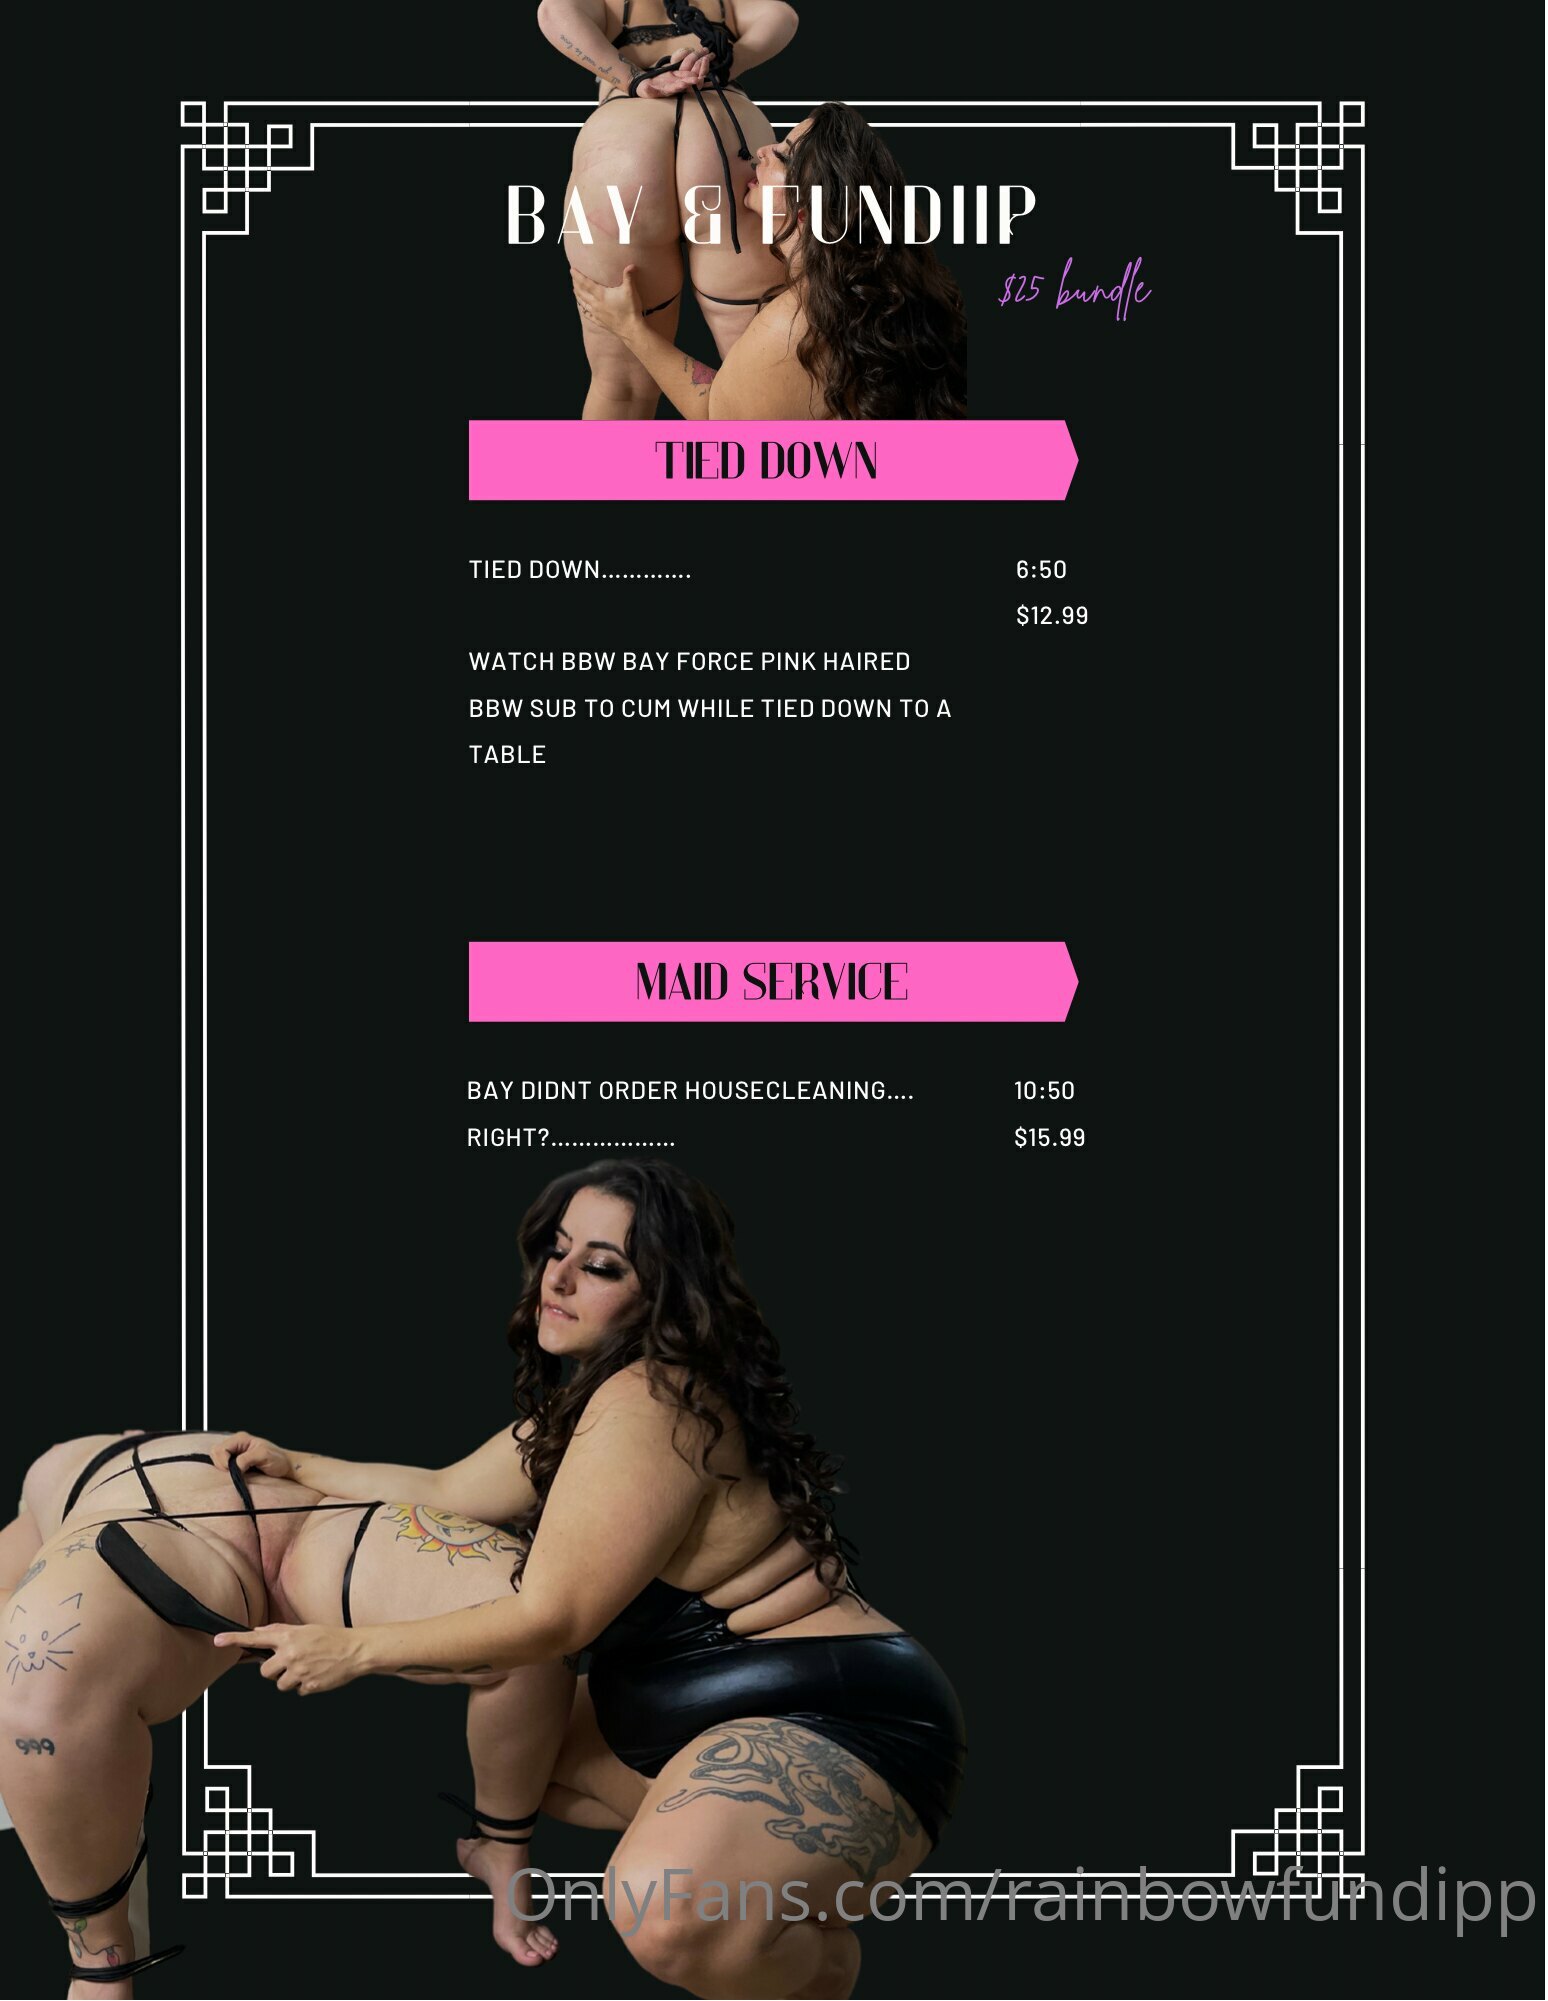 BAY & FUNDIIP
$25 bundle
TIED DOWN
TIED DOWN............. 6:50
$12.99
WATCH BBW BAY FORCE PINK HAIRED
BBW SUB TO CUM WHILE TIED DOWN TO A
TABLE
MAID SERVICE
BAY DIDNT ORDER HOUSECLEANING.... 10:50
RIGHT?.................. $15.99
999
OnlyFans.com/rainbowfundipp